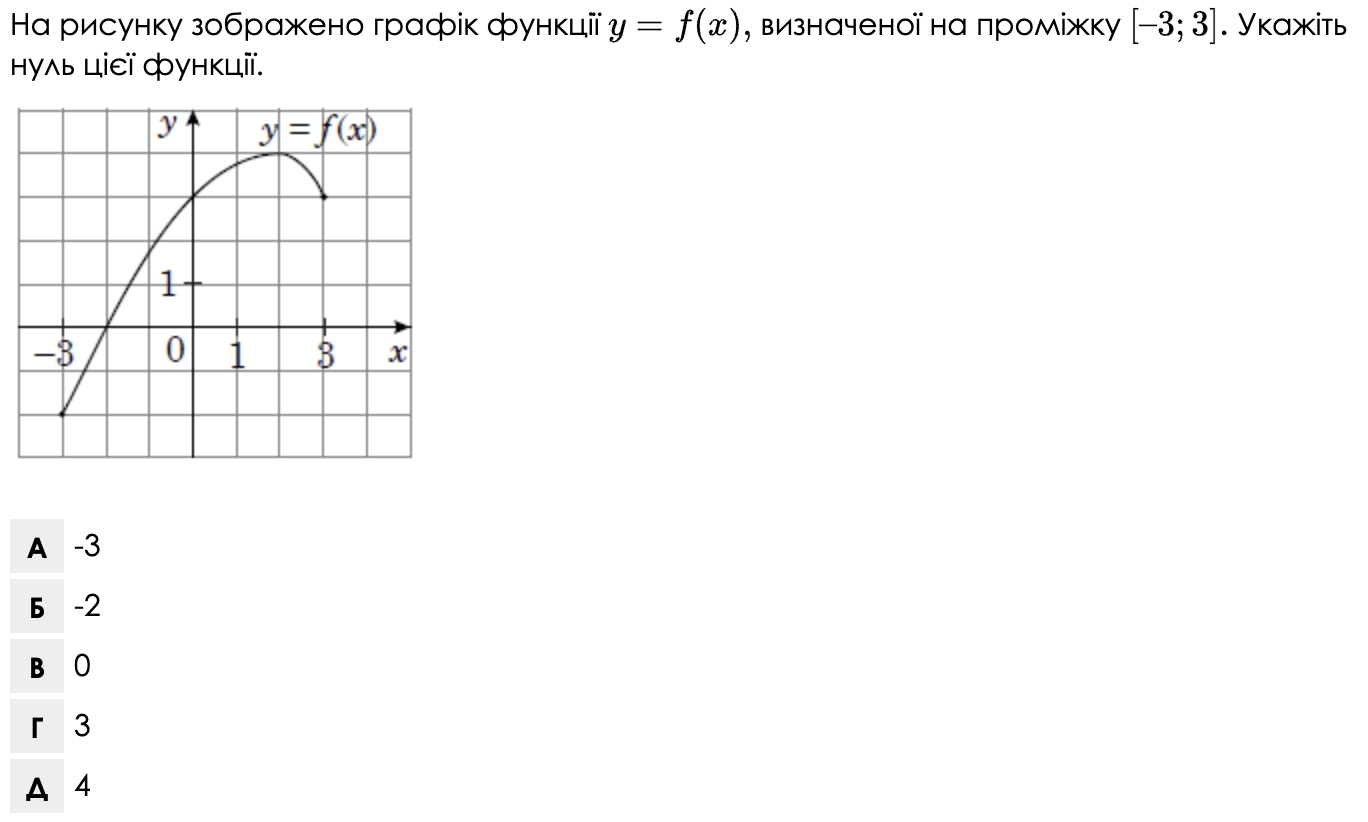 На рисунку зображено графік функції y = f(x), визначеної на проміжку [–3; 3]. Укажіть
нуль цієї функції.
y
y = f(x)
1
–3
0
1
3
x
А -3
Б -2
В 0
Г 3
Д 4